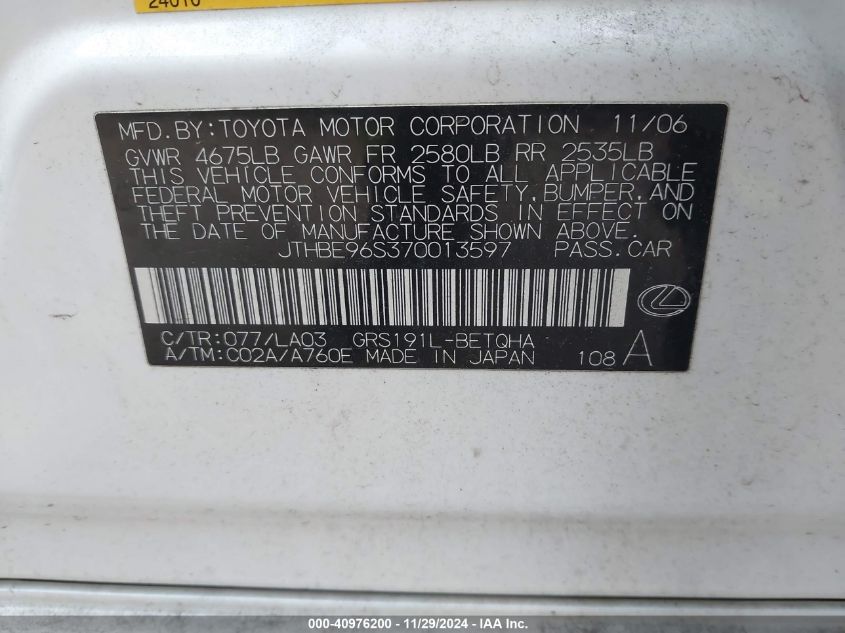 24010
MFD.BY:TOYOTA MOTOR CORPORATION 11/06
GVWR 4675LB GAWR FR 2580LB RR 2535LB
THIS VEHICLE CONFORMS TO ALL APPLICABLE
FEDERAL MOTOR VEHICLE SAFETY,BUMPER,AND
THEFT PREVENTION STANDARDS IN EFFECT ON
THE DATE OF MANUFACTURE SHOWN ABOVE.
JTHBE96S370013597 PASS.CAR
C/TR:077/LA03 GRS191L-BETQHA
A/TM:C02A/A760E MADE IN JAPAN 108 A
000-40976200 - 11/29/2024 - IAA Inc.